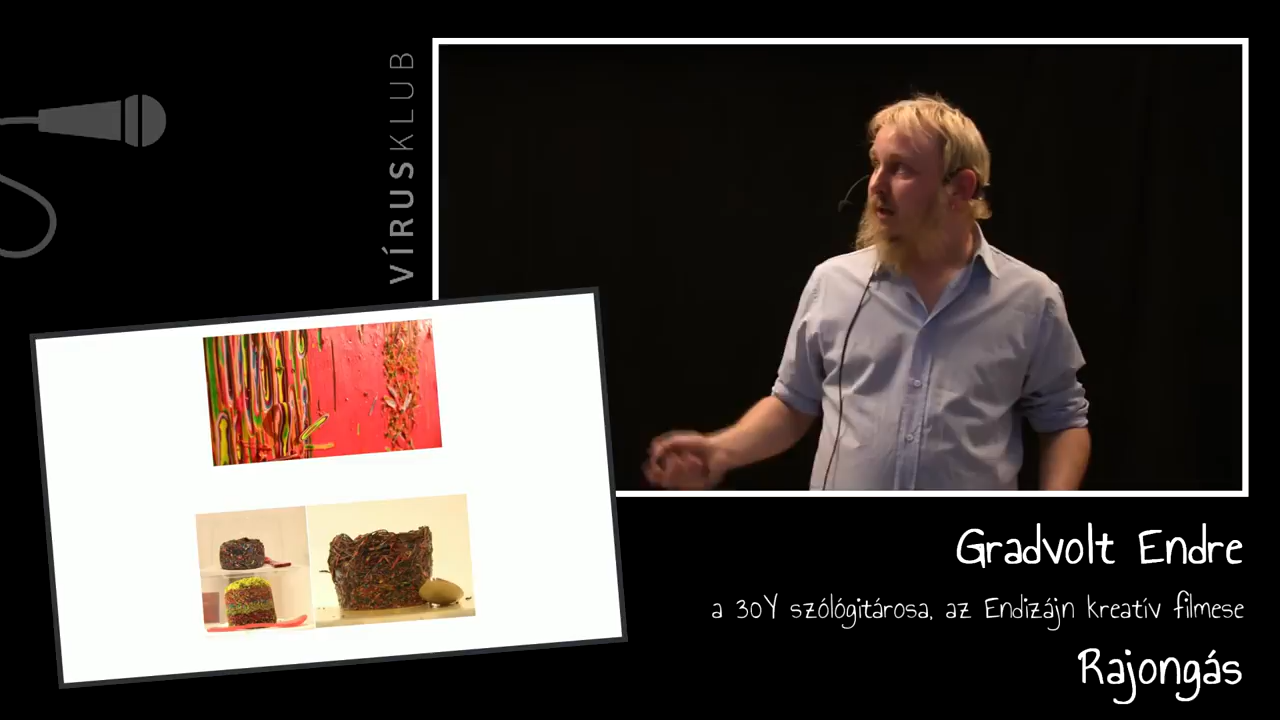 VÍRUSKLUB
Gradvolt Endre
a 30Y szólógitárosa, az Endizájn kreatív filmese
Rajongás